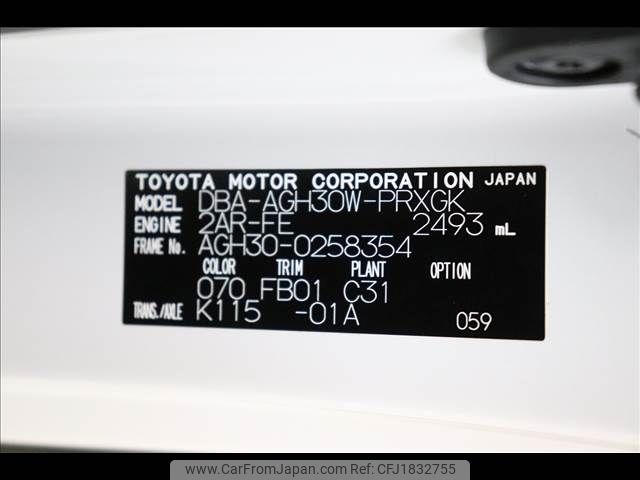 TOYOTA MOTOR CORPORATION JAPAN
MODEL DBA-AGH30W-PRXGK
ENGINE 2AR-FE 2493 mL
FRAME No. AGH30-0258354
COLOR TRIM PLANT OPTION
070 FB01 C31
TRANS./AXLE K115 -01A 059
www.CarFromJapan.com CFJ1832755